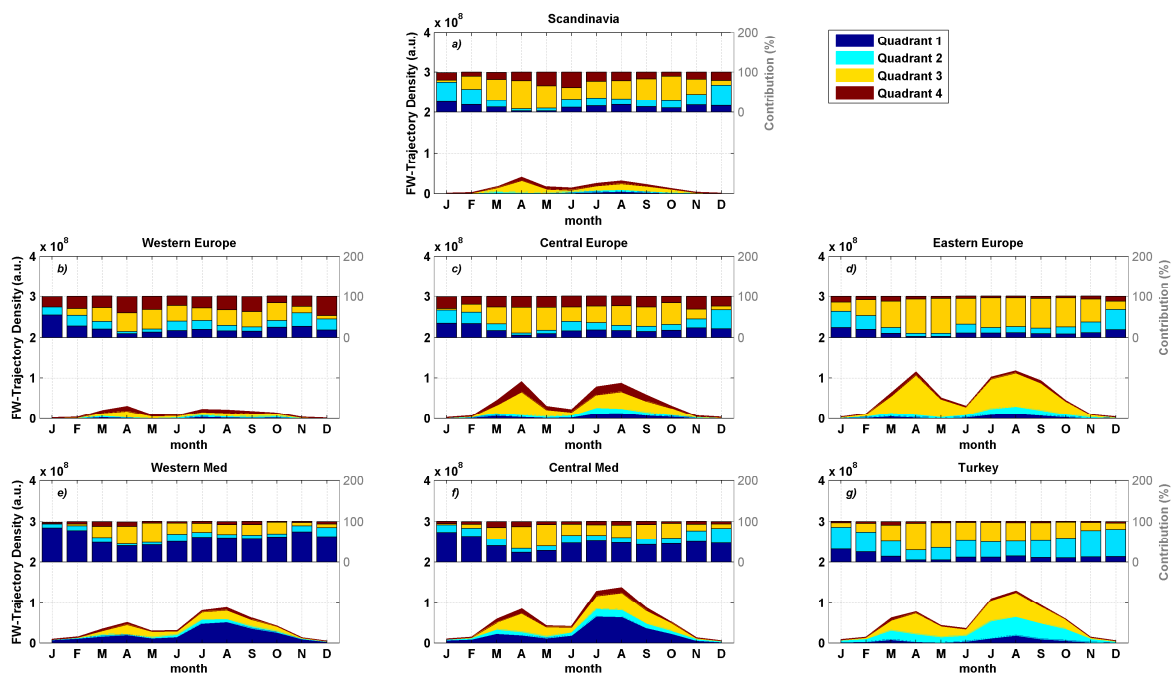 Scandinavia
x 10^8
a)
4
3
2
1
0
200
100
0
FW-Trajectory Density (a.u.)
Contribution (%)
J F M A M J J A S O N D
month
Quadrant 1
Quadrant 2
Quadrant 3
Quadrant 4
Western Europe
x 10^8
b)
4
3
2
1
0
200
100
0
FW-Trajectory Density (a.u.)
J F M A M J J A S O N D
month
Central Europe
x 10^8
c)
4
3
2
1
0
200
100
0
J F M A M J J A S O N D
month
Eastern Europe
x 10^8
d)
4
3
2
1
0
200
100
0
Contribution (%)
J F M A M J J A S O N D
month
Western Med
x 10^8
e)
4
3
2
1
0
200
100
0
FW-Trajectory Density (a.u.)
J F M A M J J A S O N D
month
Central Med
x 10^8
f)
4
3
2
1
0
200
100
0
J F M A M J J A S O N D
month
Turkey
x 10^8
g)
4
3
2
1
0
200
100
0
Contribution (%)
J F M A M J J A S O N D
month